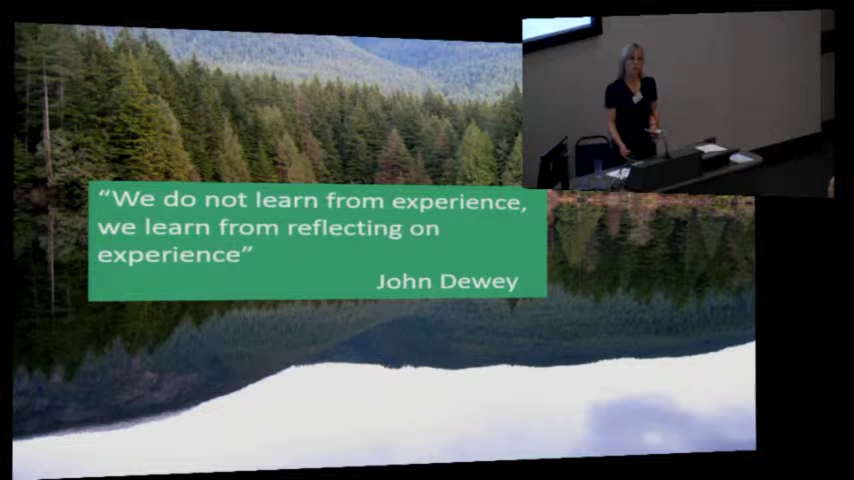 “We do not learn from experience,
we learn from reflecting on
experience”
John Dewey